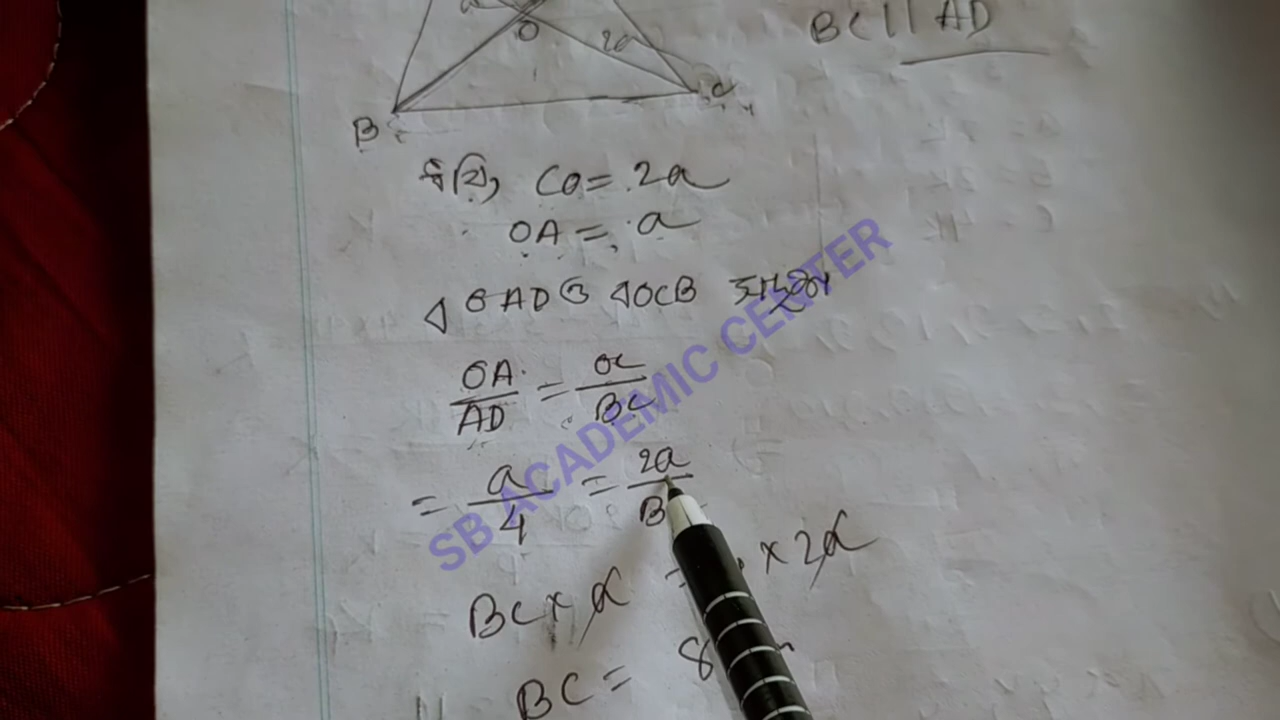 a
O
2a
BC || AD
B
C
ধরি, CO = 2a
OA = a
△ OAD ও △OCB সদৃশ
OA/AD = OC/BC
= a/4 = 2a/B
BC × a = × 2a
BC = 8
SB ACADEMIC CENTER